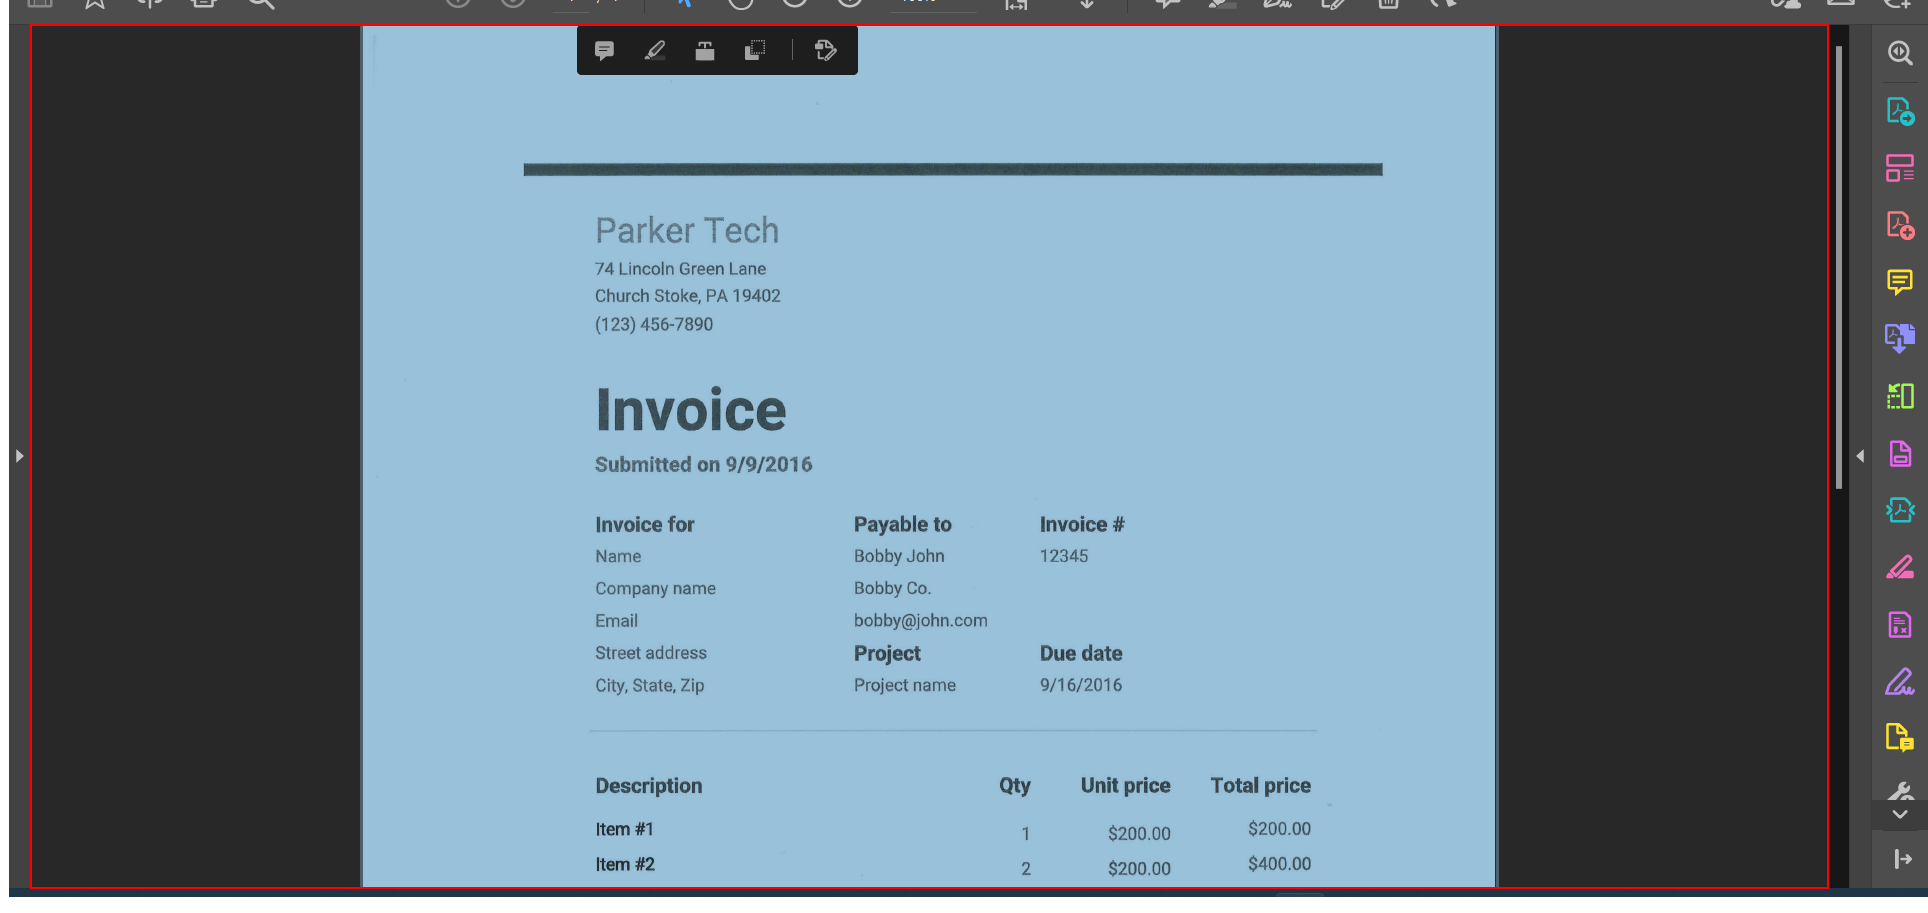 Parker Tech
74 Lincoln Green Lane
Church Stoke, PA 19402
(123) 456-7890
Invoice
Submitted on 9/9/2016
Invoice for Payable to Invoice #
Name Bobby John 12345
Company name Bobby Co.
Email bobby@john.com
Street address Project Due date
City, State, Zip Project name 9/16/2016
Description Qty Unit price Total price
Item #1 1 $200.00 $200.00
Item #2 2 $200.00 $400.00